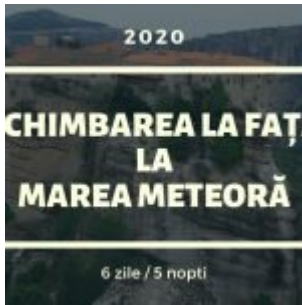 2020
CHIMBAREA LA FAȚ
LA
MAREA METEORĂ
6 zile / 5 nopti